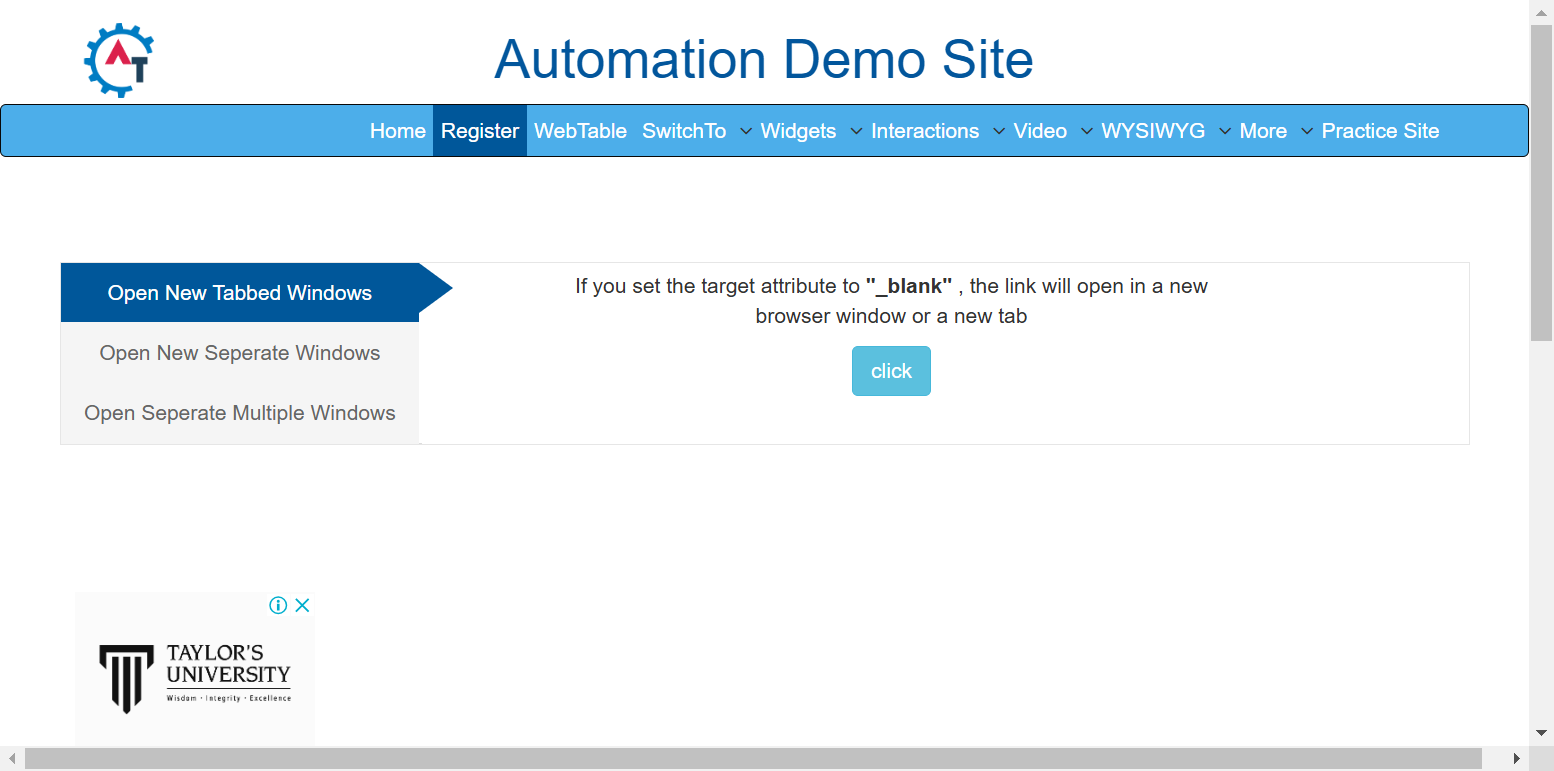 AT
Automation Demo Site
Home Register WebTable SwitchTo Widgets Interactions Video WYSIWYG More Practice Site
Open New Tabbed Windows
Open New Seperate Windows
Open Seperate Multiple Windows
If you set the target attribute to "_blank" , the link will open in a new
browser window or a new tab
click
TAYLOR'S
UNIVERSITY
Wisdom · Integrity · Excellence